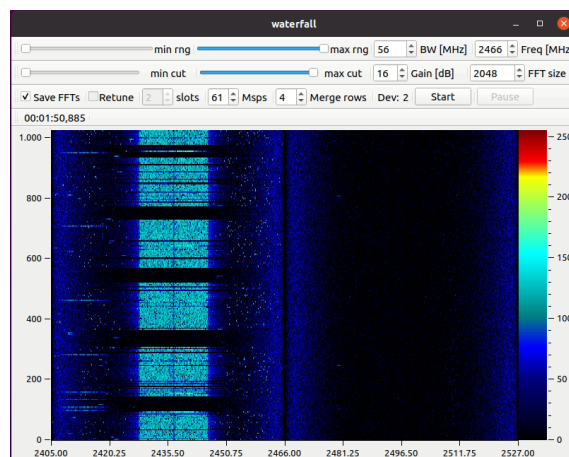 waterfall
min rng max rng 56 BW [MHz] 2466 Freq [MHz]
min cut max cut 16 Gain [dB] 2048 FFT size
Save FFTs Retune 2 slots 61 Msps 4 Merge rows Dev: 2 Start Pause
00:01:50,885
1.000
800
600
400
200
0
250
200
150
100
50
0
2405.00 2420.25 2435.50 2450.75 2466.00 2481.25 2496.50 2511.75 2527.00